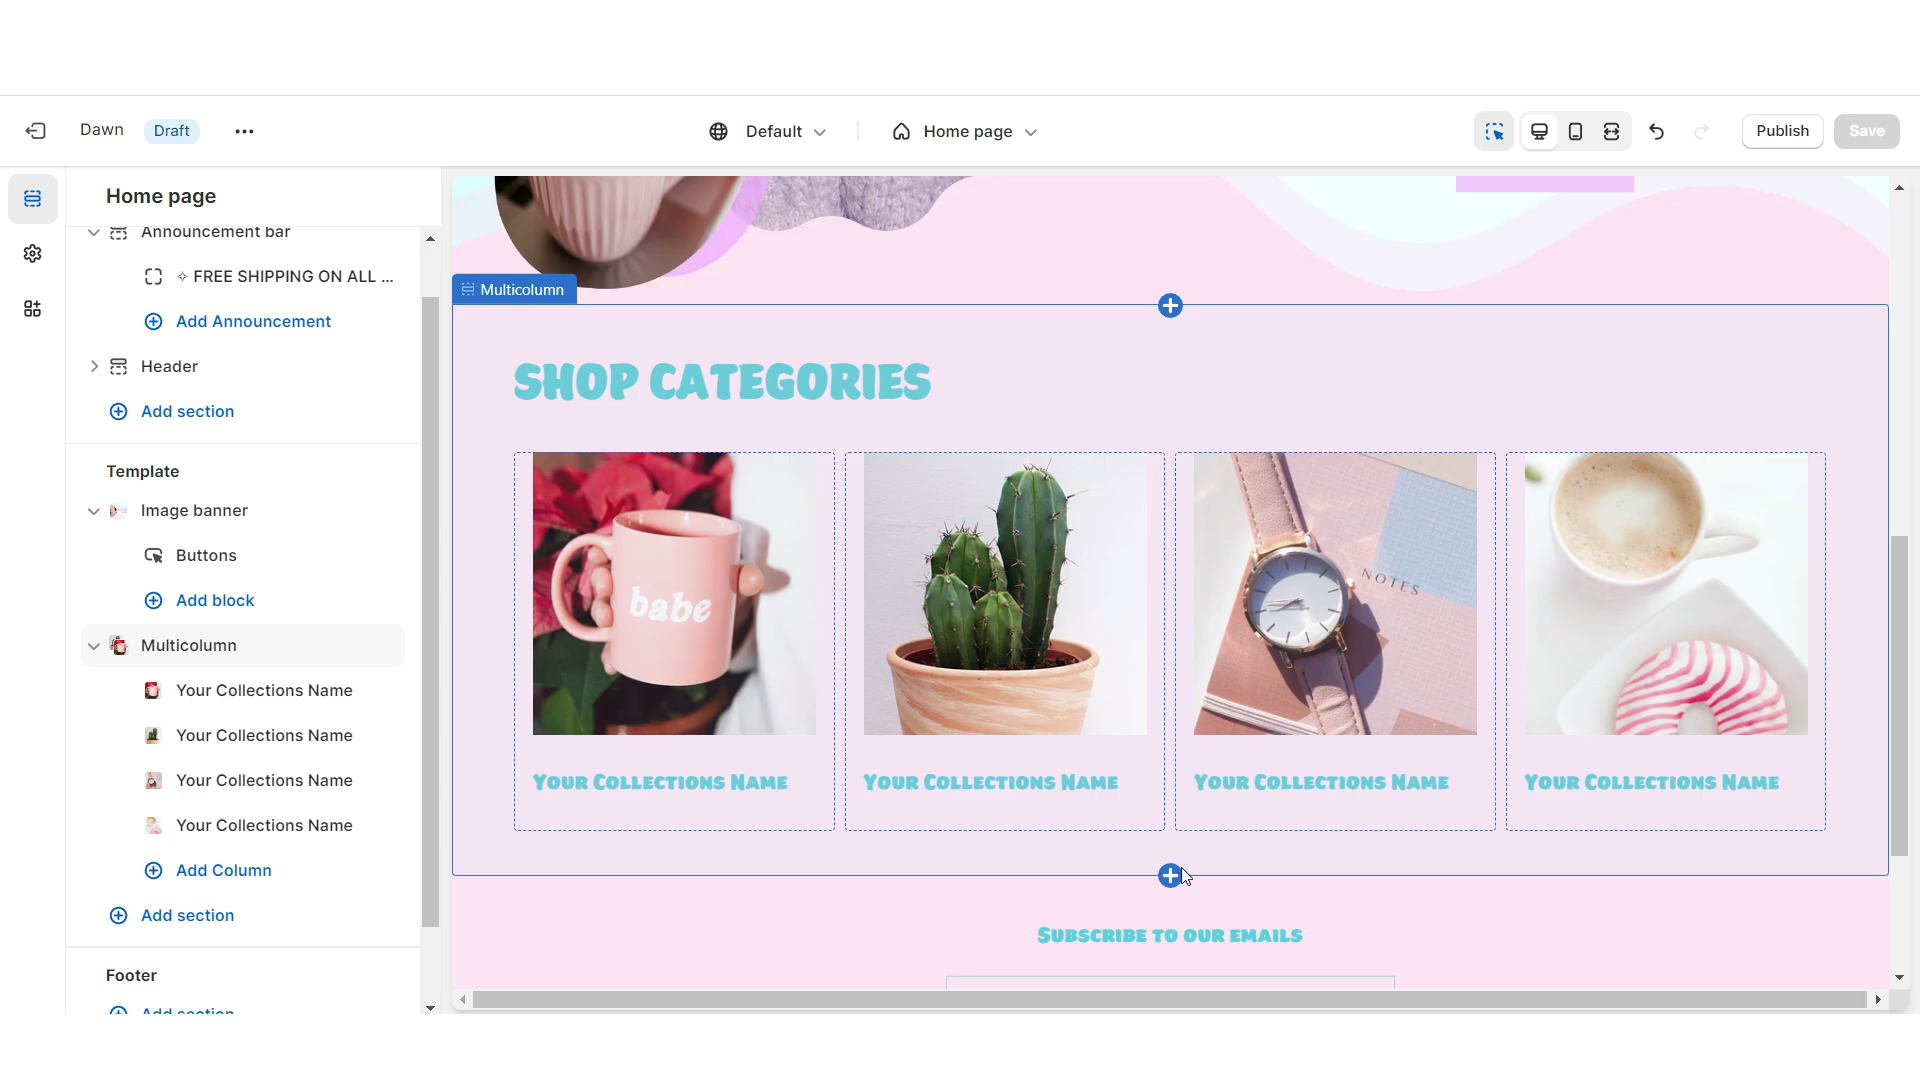 Dawn
Draft
Default
Home page
Publish
Save
Home page
Announcement bar
✧ FREE SHIPPING ON ALL ...
Add Announcement
Header
Add section
Template
Image banner
Buttons
Add block
Multicolumn
Your Collections Name
Your Collections Name
Your Collections Name
Your Collections Name
Add Column
Add section
Footer
Add section
Multicolumn
SHOP CATEGORIES
babe
NOTES
Your Collections Name
Your Collections Name
Your Collections Name
Your Collections Name
Subscribe to our emails